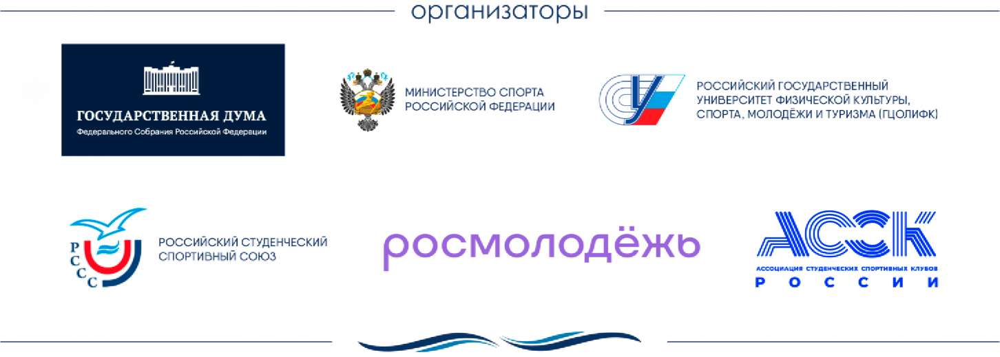 организаторы
ГОСУДАРСТВЕННАЯ ДУМА
Федерального Собрания Российской Федерации
МИНИСТЕРСТВО СПОРТА
РОССИЙСКОЙ ФЕДЕРАЦИИ
РОССИЙСКИЙ ГОСУДАРСТВЕННЫЙ
УНИВЕРСИТЕТ ФИЗИЧЕСКОЙ КУЛЬТУРЫ,
СПОРТА, МОЛОДЁЖИ И ТУРИЗМА (ГЦОЛИФК)
РССС
РОССИЙСКИЙ СТУДЕНЧЕСКИЙ
СПОРТИВНЫЙ СОЮЗ
росмолодёжь
АССК
АССОЦИАЦИЯ СТУДЕНЧЕСКИХ СПОРТИВНЫХ КЛУБОВ
РОССИИ